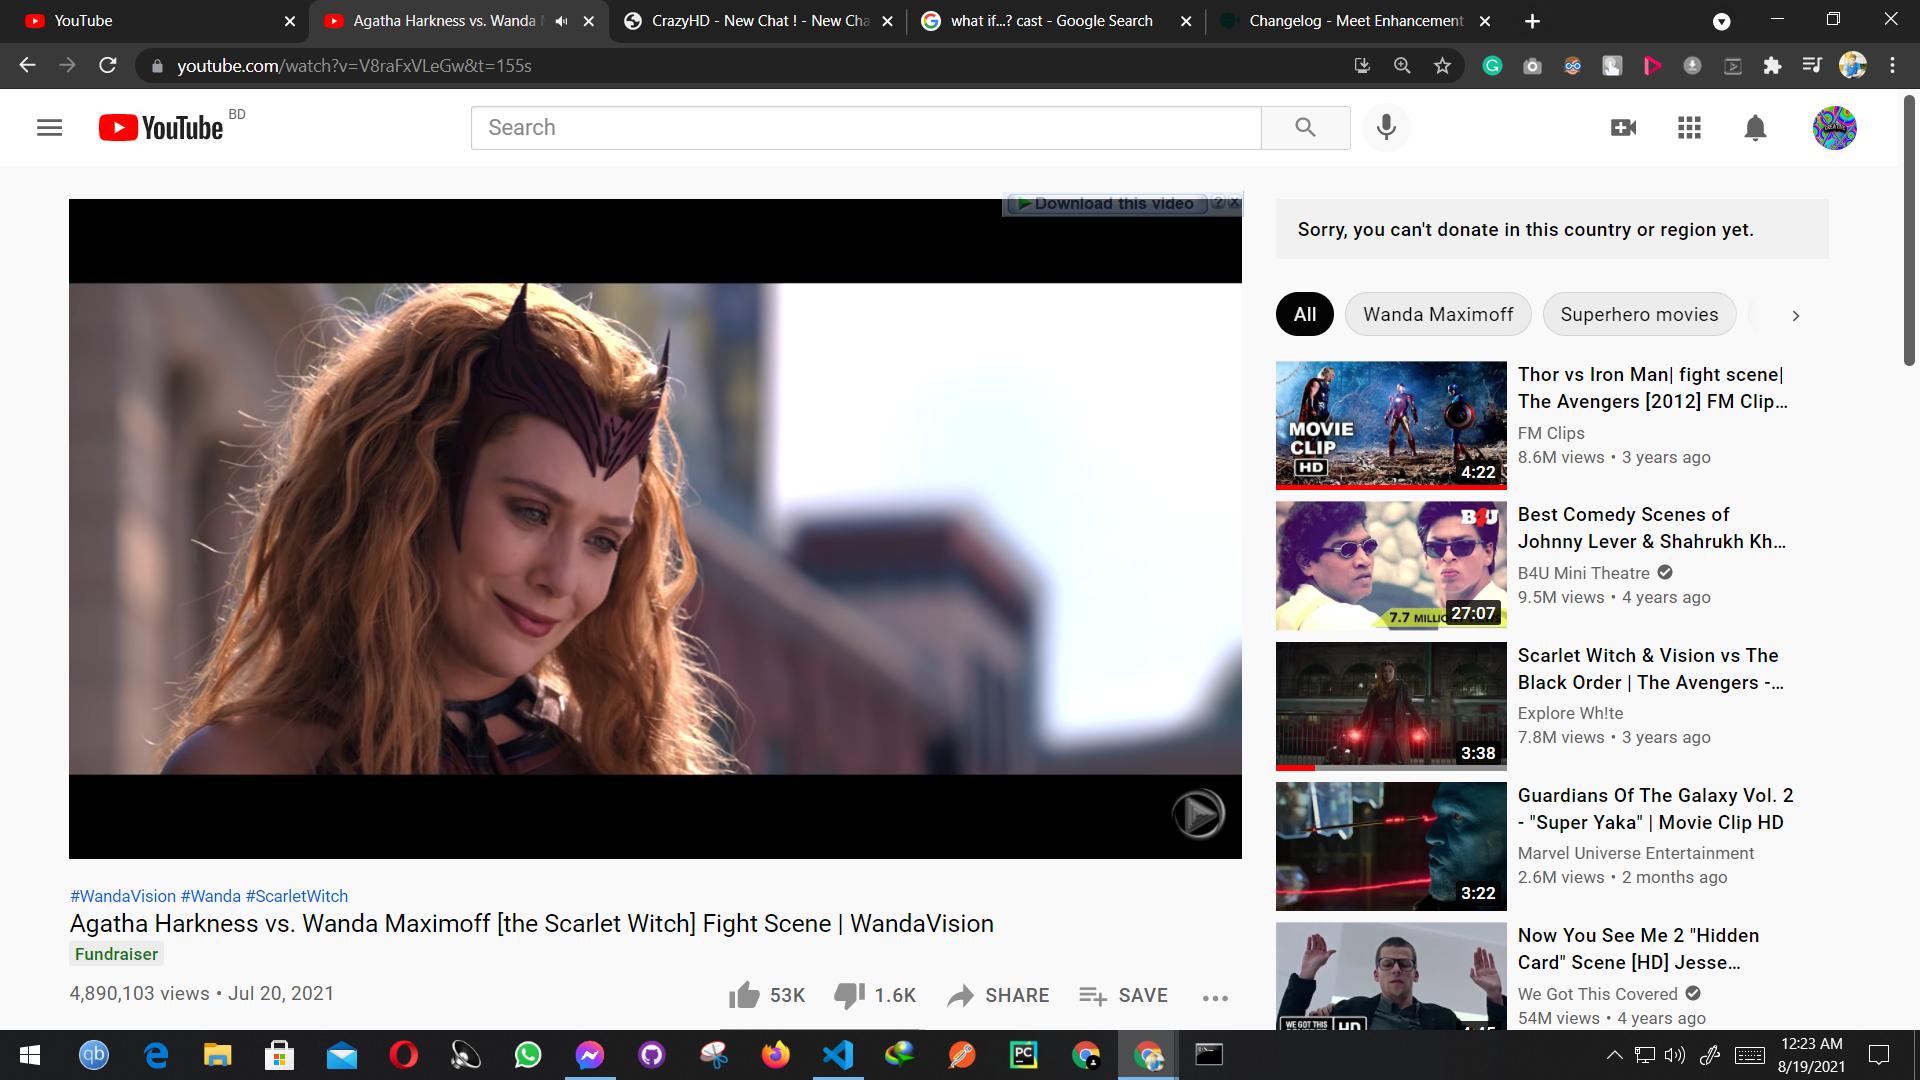 YouTube
Agatha Harkness vs. Wanda
CrazyHD - New Chat ! - New Cha
what if...? cast - Google Search
Changelog - Meet Enhancement
youtube.com/watch?v=V8raFxVLeGw&t=155s
YouTube BD
Search
Download this video
Sorry, you can't donate in this country or region yet.
All
Wanda Maximoff
Superhero movies
MOVIE
CLIP
HD
4:22
Thor vs Iron Man| fight scene|
The Avengers [2012] FM Clip...
FM Clips
8.6M views • 3 years ago
B4U
7.7 MILLIO
27:07
Best Comedy Scenes of
Johnny Lever & Shahrukh Kh...
B4U Mini Theatre
9.5M views • 4 years ago
3:38
Scarlet Witch & Vision vs The
Black Order | The Avengers -...
Explore Wh!te
7.8M views • 3 years ago
3:22
Guardians Of The Galaxy Vol. 2
- "Super Yaka" | Movie Clip HD
Marvel Universe Entertainment
2.6M views • 2 months ago
WE GOT THIS
HD
Now You See Me 2 "Hidden
Card" Scene [HD] Jesse...
We Got This Covered
54M views • 4 years ago
#WandaVision #Wanda #ScarletWitch
Agatha Harkness vs. Wanda Maximoff [the Scarlet Witch] Fight Scene | WandaVision
Fundraiser
4,890,103 views • Jul 20, 2021
53K
1.6K
SHARE
SAVE
qb
PC
12:23 AM
8/19/2021